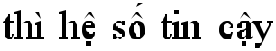 thì hệ số tin cậy